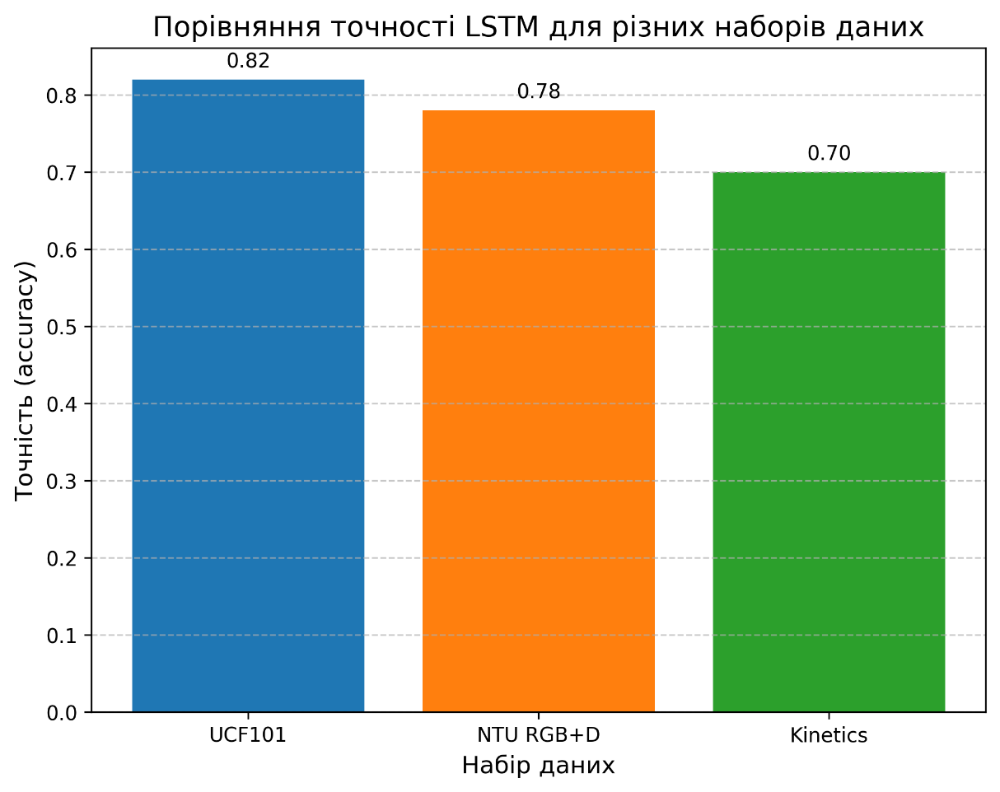 Порівняння точності LSTM для різних наборів даних
0.82
0.78
0.70
Точність (accuracy)
0.8
0.7
0.6
0.5
0.4
0.3
0.2
0.1
0.0
UCF101
NTU RGB+D
Kinetics
Набір даних